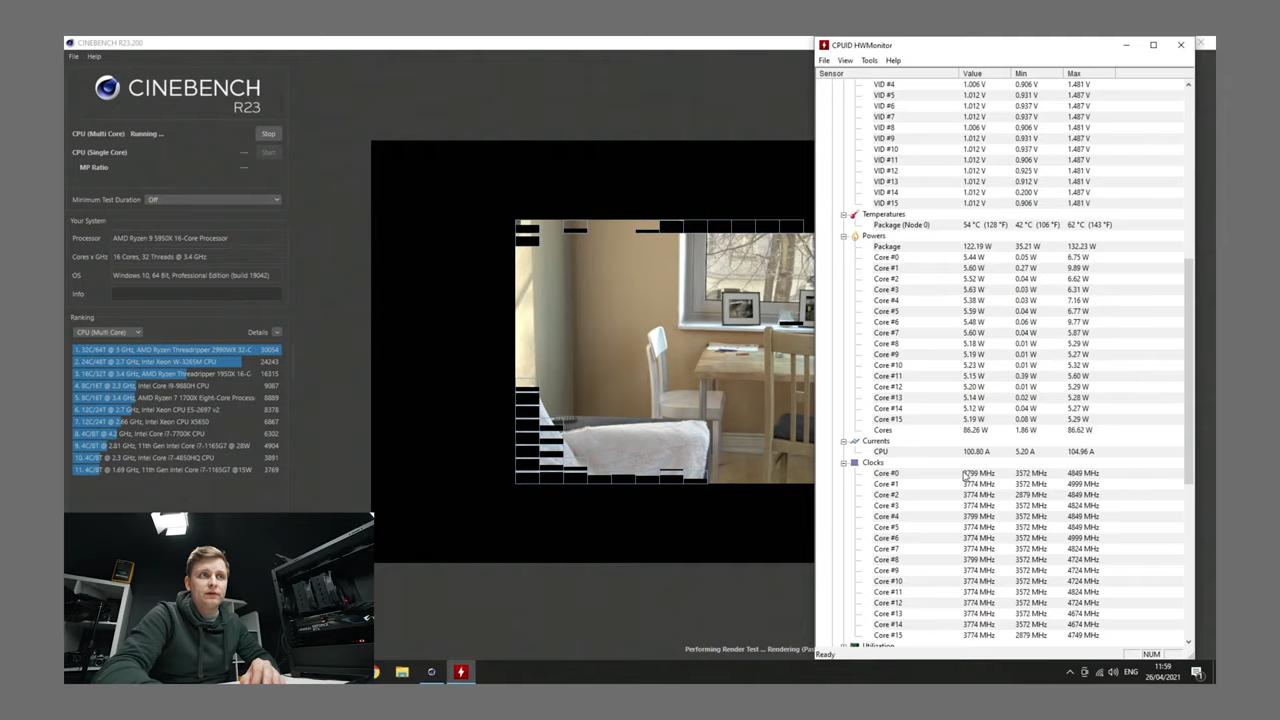 CINEBENCH R23.200
File Help
CINEBENCH
R23
CPU (Multi Core) Running ... Stop
CPU (Single Core) --- Start
MP Ratio ---
Minimum Test Duration Off
Your System
Processor AMD Ryzen 9 5950X 16-Core Processor
Cores x GHz 16 Cores, 32 Threads @ 3.4 GHz
OS Windows 10, 64 Bit, Professional Edition (build 19042)
Info
Ranking
CPU (Multi Core) Details
1. 32C/64T @ 3 GHz, AMD Ryzen Threadripper 2990WX 32-C 30054
2. 24C/48T @ 2.7 GHz, Intel Xeon W-3265M CPU 24243
3. 16C/32T @ 3.4 GHz, AMD Ryzen Threadripper 1950X 16-C 16315
4. 8C/16T @ 2.3 GHz, Intel Core i9-9880H CPU 9087
5. 8C/16T @ 3.4 GHz, AMD Ryzen 7 1700X Eight-Core Proces 8889
6. 12C/24T @ 2.7 GHz, Intel Xeon CPU E5-2697 v2 8378
7. 12C/24T @ 2.66 GHz, Intel Xeon CPU X5650 6867
8. 4C/8T @ 4.2 GHz, Intel Core i7-7700K CPU 6302
9. 4C/8T @ 2.81 GHz, 11th Gen Intel Core i7-1165G7 @ 28W 4904
10. 4C/8T @ 2.3 GHz, Intel Core i7-4850HQ CPU 3891
11. 4C/8T @ 1.69 GHz, 11th Gen Intel Core i7-1165G7 @15W 3769
Performing Render Test ... Rendering (Pas
CPUID HWMonitor
File View Tools Help
Sensor Value Min Max
VID #4 1.006 V 0.906 V 1.481 V
VID #5 1.012 V 0.931 V 1.487 V
VID #6 1.012 V 0.937 V 1.487 V
VID #7 1.012 V 0.937 V 1.487 V
VID #8 1.006 V 0.906 V 1.481 V
VID #9 1.012 V 0.931 V 1.487 V
VID #10 1.012 V 0.937 V 1.487 V
VID #11 1.012 V 0.906 V 1.487 V
VID #12 1.012 V 0.925 V 1.487 V
VID #13 1.012 V 0.912 V 1.481 V
VID #14 1.012 V 0.200 V 1.487 V
VID #15 1.012 V 0.906 V 1.487 V
Temperatures
Package (Node 0) 54 °C (128 °F) 42 °C (106 °F) 62 °C (143 °F)
Powers
Package 122.19 W 35.21 W 132.23 W
Core #0 5.44 W 0.05 W 6.75 W
Core #1 5.60 W 0.27 W 9.89 W
Core #2 5.52 W 0.04 W 6.62 W
Core #3 5.63 W 0.03 W 6.31 W
Core #4 5.38 W 0.03 W 7.16 W
Core #5 5.59 W 0.04 W 6.87 W
Core #6 5.48 W 0.06 W 9.77 W
Core #7 5.60 W 0.04 W 5.87 W
Core #8 5.18 W 0.01 W 5.29 W
Core #9 5.19 W 0.01 W 5.27 W
Core #10 5.23 W 0.01 W 5.32 W
Core #11 5.15 W 0.39 W 5.60 W
Core #12 5.20 W 0.01 W 5.29 W
Core #13 5.14 W 0.02 W 5.28 W
Core #14 5.12 W 0.04 W 5.27 W
Core #15 5.19 W 0.08 W 5.29 W
Cores 86.26 W 1.86 W 86.62 W
Currents
CPU 100.80 A 5.20 A 104.96 A
Clocks
Core #0 3799 MHz 3572 MHz 4849 MHz
Core #1 3774 MHz 3572 MHz 4999 MHz
Core #2 3774 MHz 2879 MHz 4849 MHz
Core #3 3774 MHz 3572 MHz 4824 MHz
Core #4 3799 MHz 3572 MHz 4849 MHz
Core #5 3774 MHz 3572 MHz 4849 MHz
Core #6 3774 MHz 3572 MHz 4999 MHz
Core #7 3774 MHz 3572 MHz 4824 MHz
Core #8 3799 MHz 3572 MHz 4724 MHz
Core #9 3774 MHz 3572 MHz 4724 MHz
Core #10 3774 MHz 3572 MHz 4724 MHz
Core #11 3774 MHz 3572 MHz 4824 MHz
Core #12 3774 MHz 3572 MHz 4724 MHz
Core #13 3774 MHz 3572 MHz 4674 MHz
Core #14 3774 MHz 3572 MHz 4674 MHz
Core #15 3774 MHz 2879 MHz 4749 MHz
Utilization
Ready NUM
ENG
11:59
26/04/2021